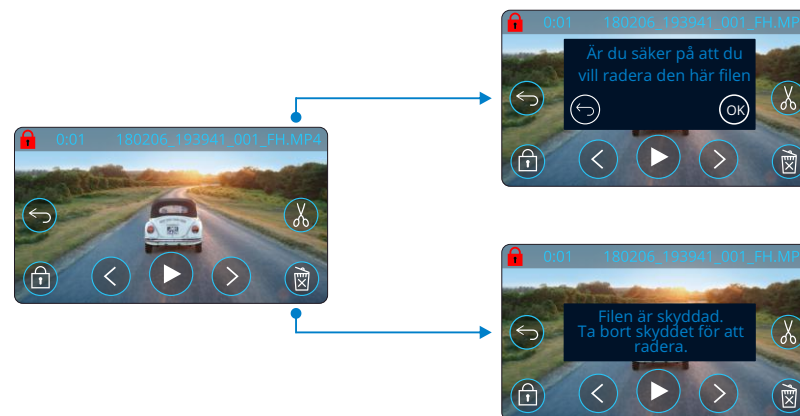 0:01 180206_193941_001_FH.MP4
0:01 180206_193941_001_FH.MP
Är du säker på att du
vill radera den här filen
OK
0:01 180206_193941_001_FH.MP
Filen är skyddad.
Ta bort skyddet för att
radera.